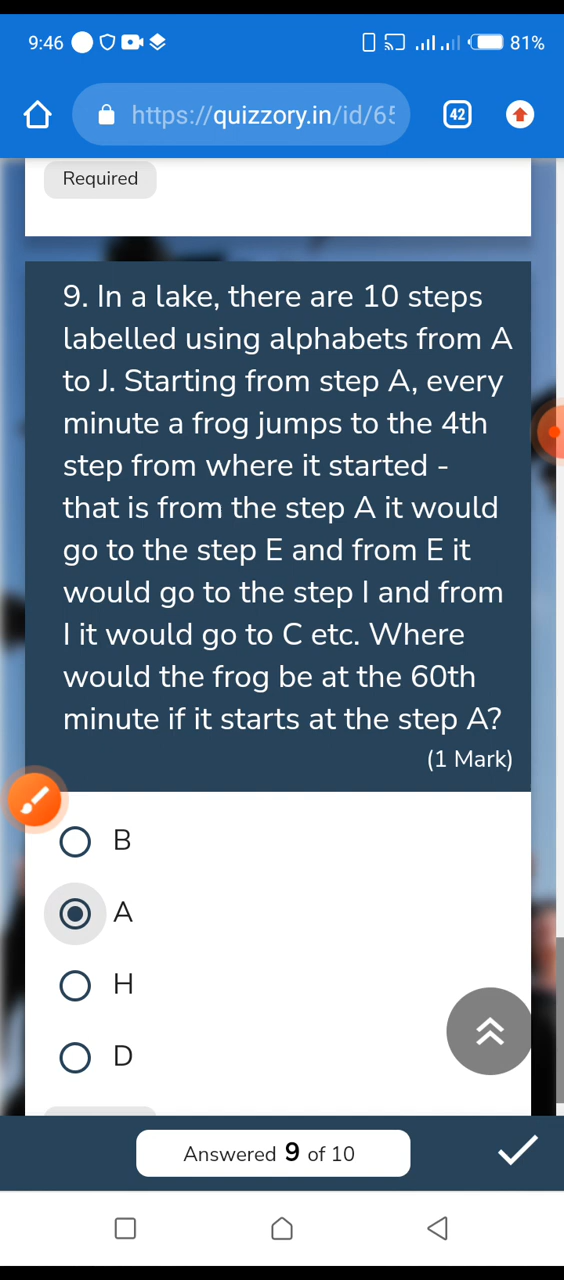 9:46
81%
https://quizzory.in/id/65
42
Required
9. In a lake, there are 10 steps
labelled using alphabets from A
to J. Starting from step A, every
minute a frog jumps to the 4th
step from where it started -
that is from the step A it would
go to the step E and from E it
would go to the step I and from
I it would go to C etc. Where
would the frog be at the 60th
minute if it starts at the step A?
(1 Mark)
B
A
H
D
Answered 9 of 10